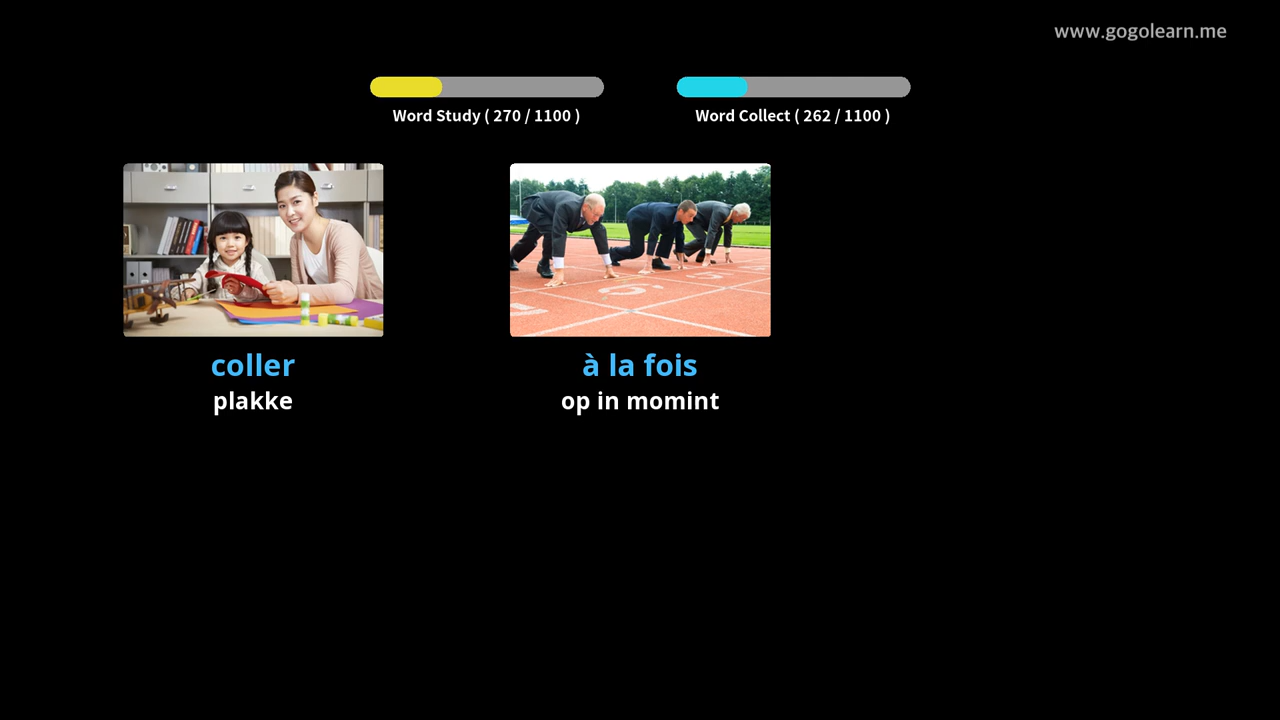 www.gogolearn.me
Word Study ( 270 / 1100 )
Word Collect ( 262 / 1100 )
coller
plakke
à la fois
op in momint